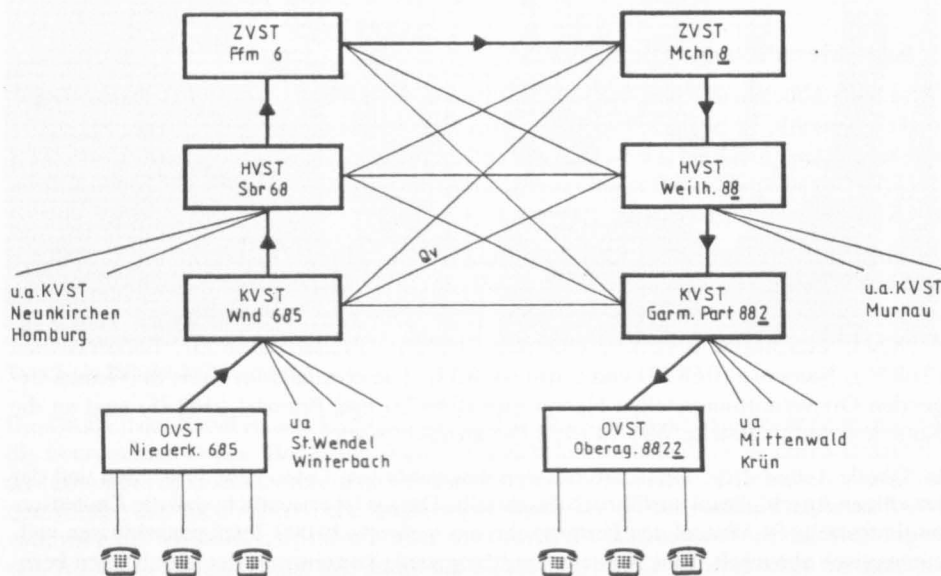 ZVST
Ffm 6
ZVST
Mchn 8
HVST
Sbr 68
HVST
Weilh. 88
QV
u.a. KVST
Neunkirchen
Homburg
KVST
Wnd 685
KVST
Garm. Part 882
u.a. KVST
Murnau
OVST
Niederk. 685
ua
St.Wendel
Winterbach
OVST
Oberag. 8822
ua
Mittenwald
Krün